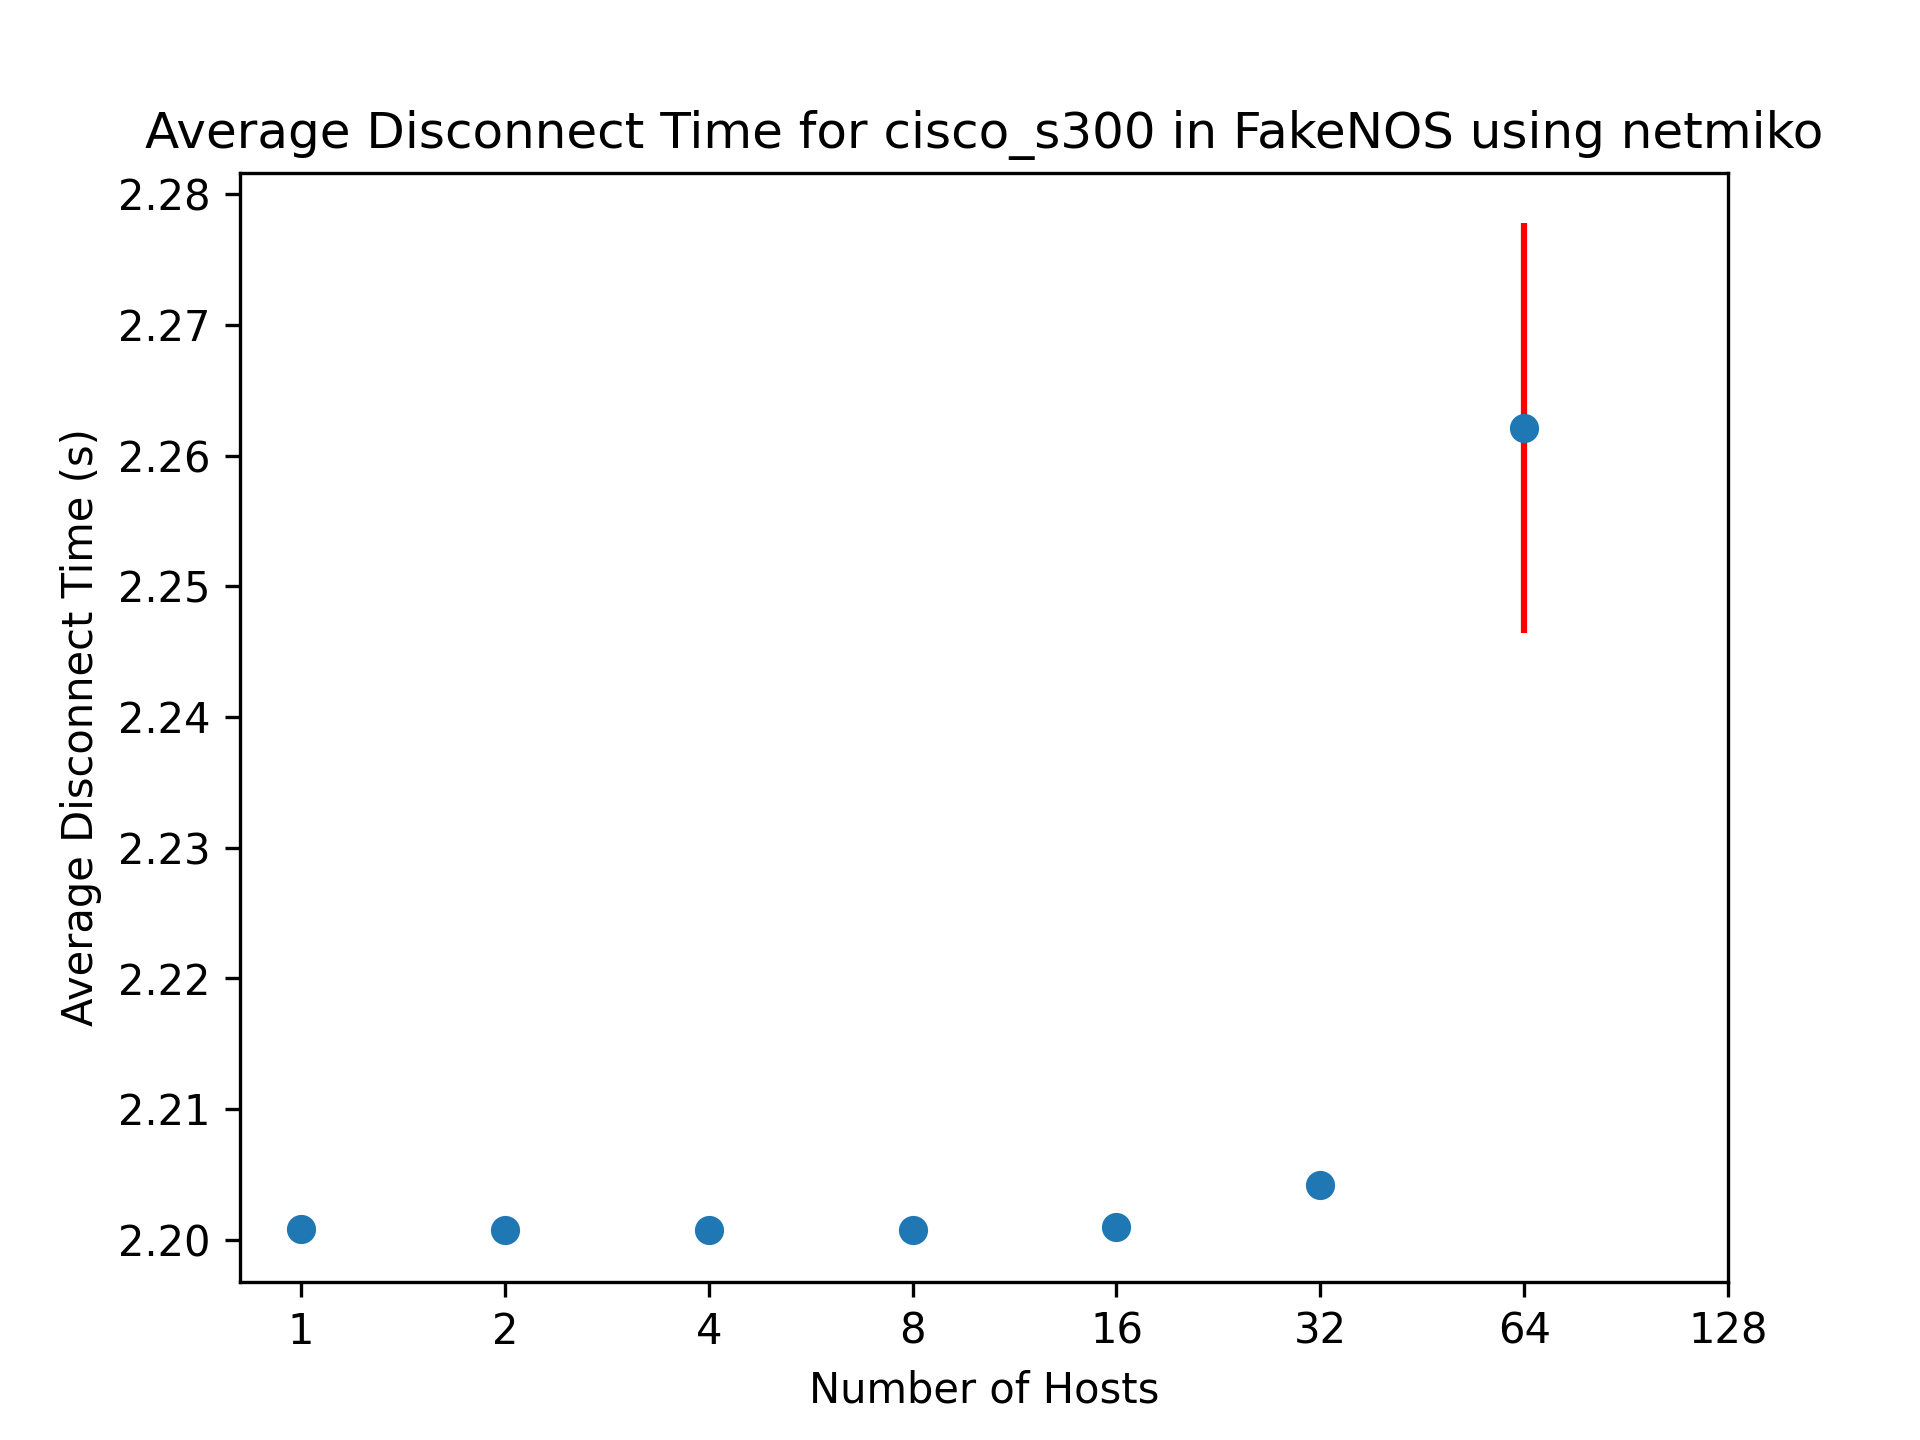 Average Disconnect Time for cisco_s300 in FakeNOS using netmiko
2.28
2.27
2.26
2.25
2.24
2.23
2.22
2.21
2.20
Average Disconnect Time (s)
1 2 4 8 16 32 64 128
Number of Hosts